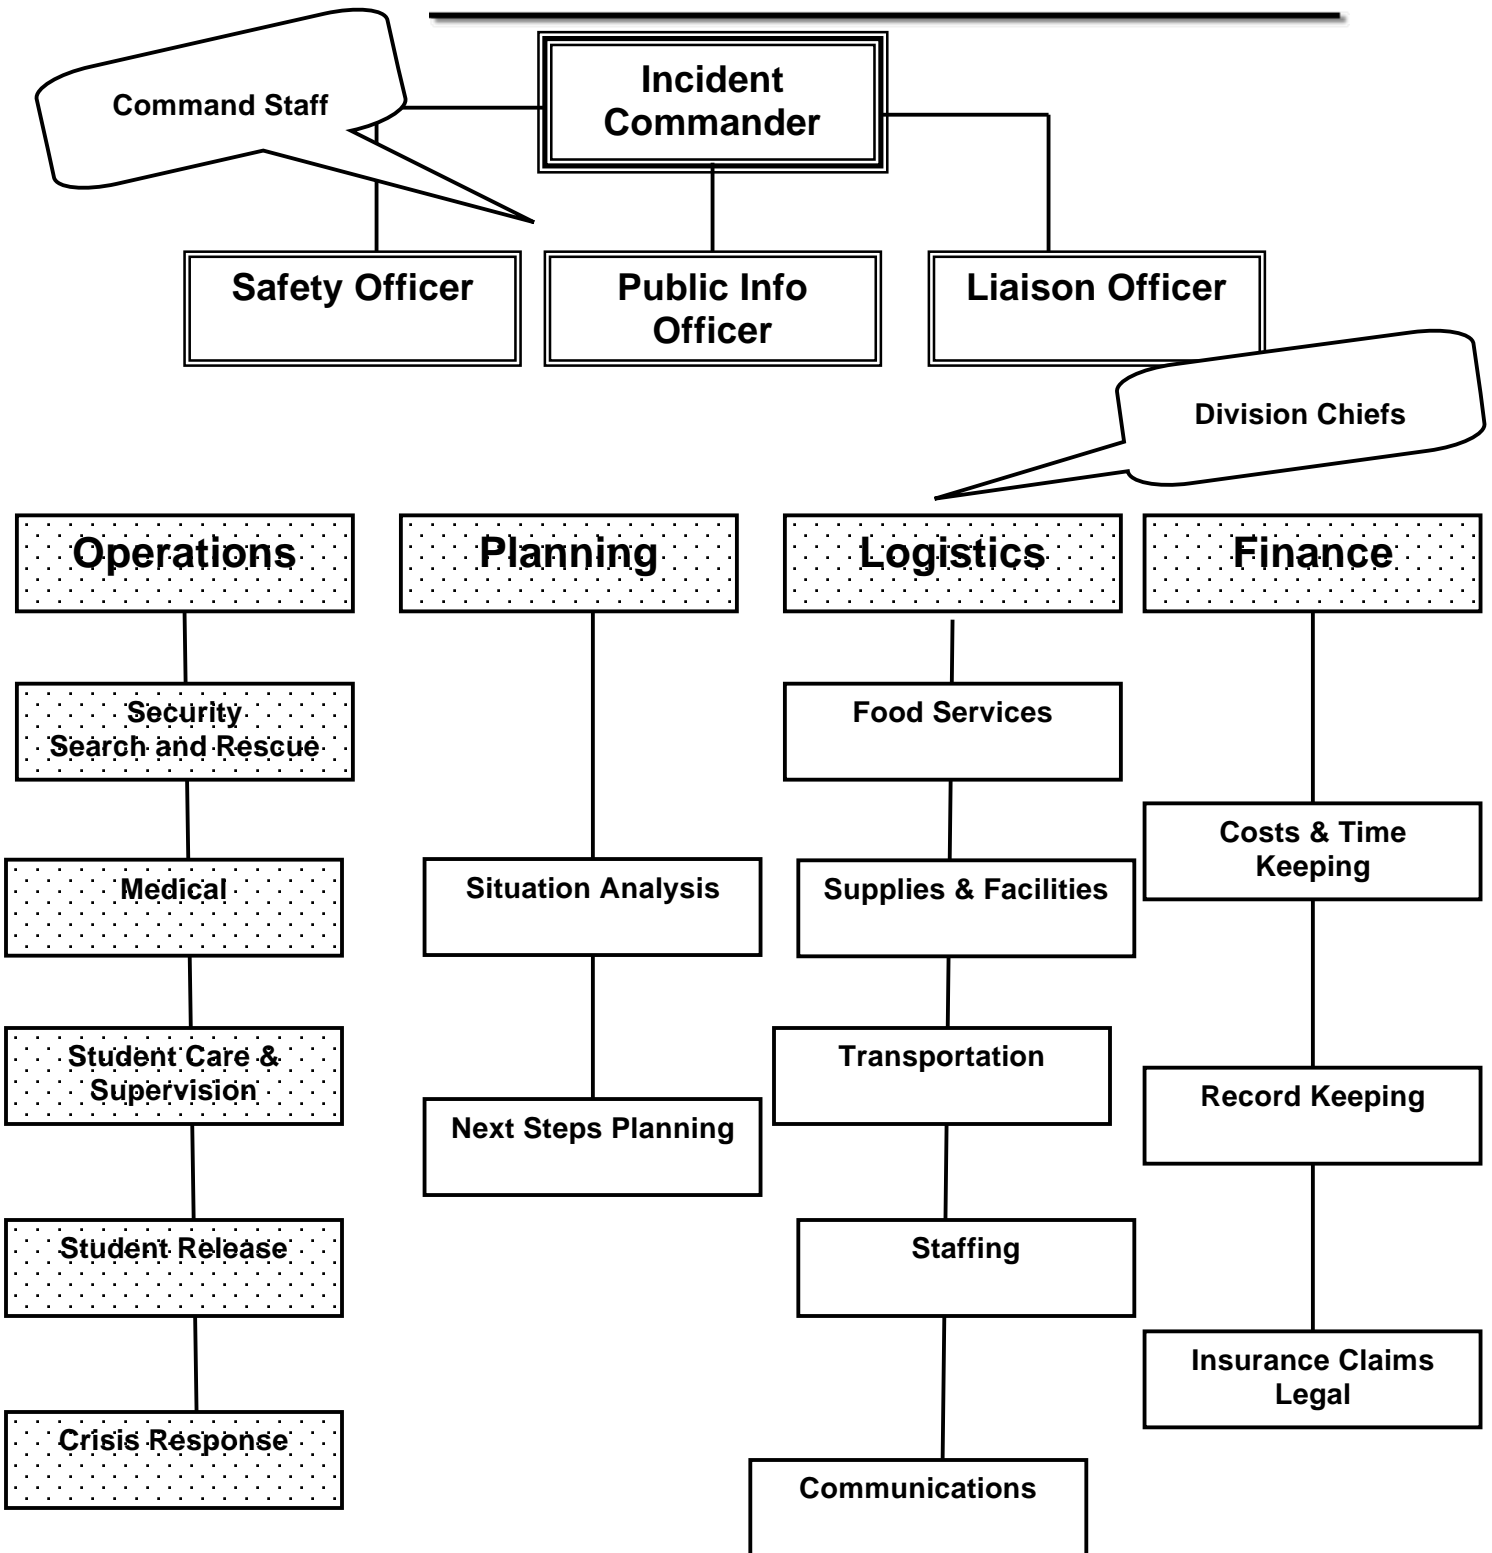 Command Staff
Incident
Commander
Safety Officer
Public Info
Officer
Liaison Officer
Division Chiefs
Operations
Planning
Logistics
Finance
Security
Search and Rescue
Medical
Student Care &
Supervision
Student Release
Crisis Response
Situation Analysis
Next Steps Planning
Food Services
Supplies & Facilities
Transportation
Staffing
Communications
Costs & Time
Keeping
Record Keeping
Insurance Claims
Legal